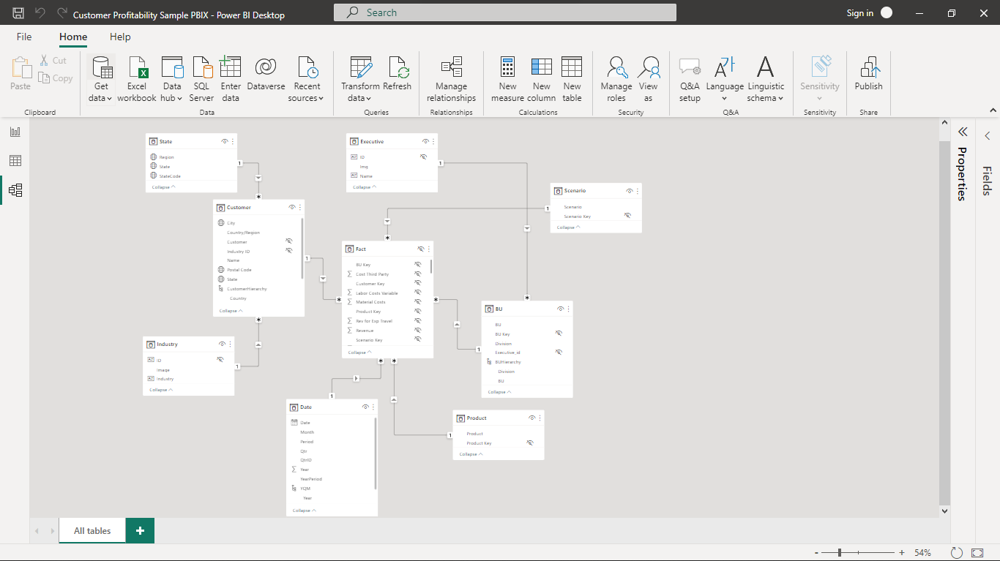 Customer Profitability Sample PBIX - Power BI Desktop
Search
Sign in
File
Home
Help
Paste
Cut
Copy
Clipboard
Get data
Excel workbook
Data hub
SQL Server
Enter data
Dataverse
Recent sources
Data
Transform data
Refresh
Queries
Manage relationships
Relationships
New measure
New column
New table
Calculations
Manage roles
View as
Security
Q&A setup
Language
Linguistic schema
Q&A
Sensitivity
Sensitivity
Publish
Share
State
Region
State
StateCode
Collapse
1
*
Executive
ID
Img
Name
Collapse
1
Scenario
Scenario
Scenario Key
Collapse
1
*
Customer
City
Country/Region
Customer
Industry ID
Name
Postal Code
State
CustomerHierarchy
Country
Collapse
1
*
*
Fact
BU Key
Cost Third Party
Customer Key
Labor Costs Variable
Material Costs
Product Key
Rev for Exp Travel
Revenue
Scenario Key
Collapse
*
*
*
*
BU
BU
BU Key
Division
Executive_id
BUHierarchy
Division
BU
Collapse
1
Industry
ID
Image
Industry
Collapse
1
Date
Date
Month
Period
Qtr
QtrID
Year
YearPeriod
YQM
Year
Collapse
1
Product
Product
Product Key
Collapse
1
Properties
Fields
All tables
+
- + 54%